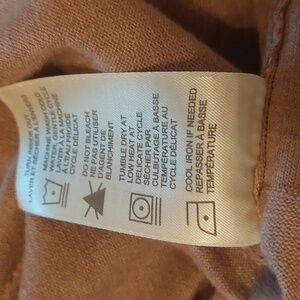 TURN INSIDE OUT
LAVER ET SÉCHER À L'ENVERS
MACHINE WASH COLD
WATER, GENTLE CYCLE
LAVER À LA MACHINE
À L'EAU FROIDE
CYCLE DÉLICAT
DO NOT BLEACH
NE PAS UTILISER
D'AGENT DE
BLANCHIMENT
TUMBLE DRY AT
LOW HEAT AT
DELICATE CYCLE
SÉCHER PAR
CULBUTAGE À BASSE
TEMPÉRATURE AU
CYCLE DÉLICAT
COOL IRON IF NEEDED
REPASSER À BASSE
TEMPÉRATURE